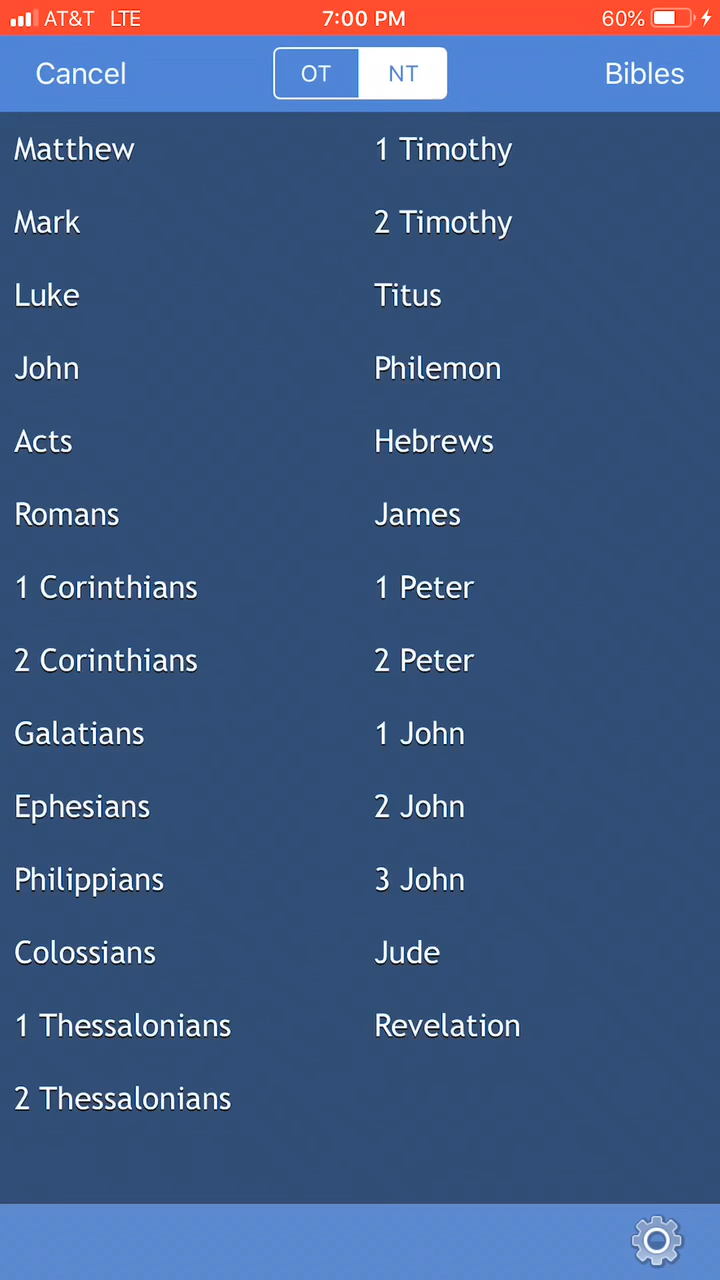 AT&T LTE 7:00 PM 60%
Cancel OT NT Bibles
Matthew
Mark
Luke
John
Acts
Romans
1 Corinthians
2 Corinthians
Galatians
Ephesians
Philippians
Colossians
1 Thessalonians
2 Thessalonians
1 Timothy
2 Timothy
Titus
Philemon
Hebrews
James
1 Peter
2 Peter
1 John
2 John
3 John
Jude
Revelation